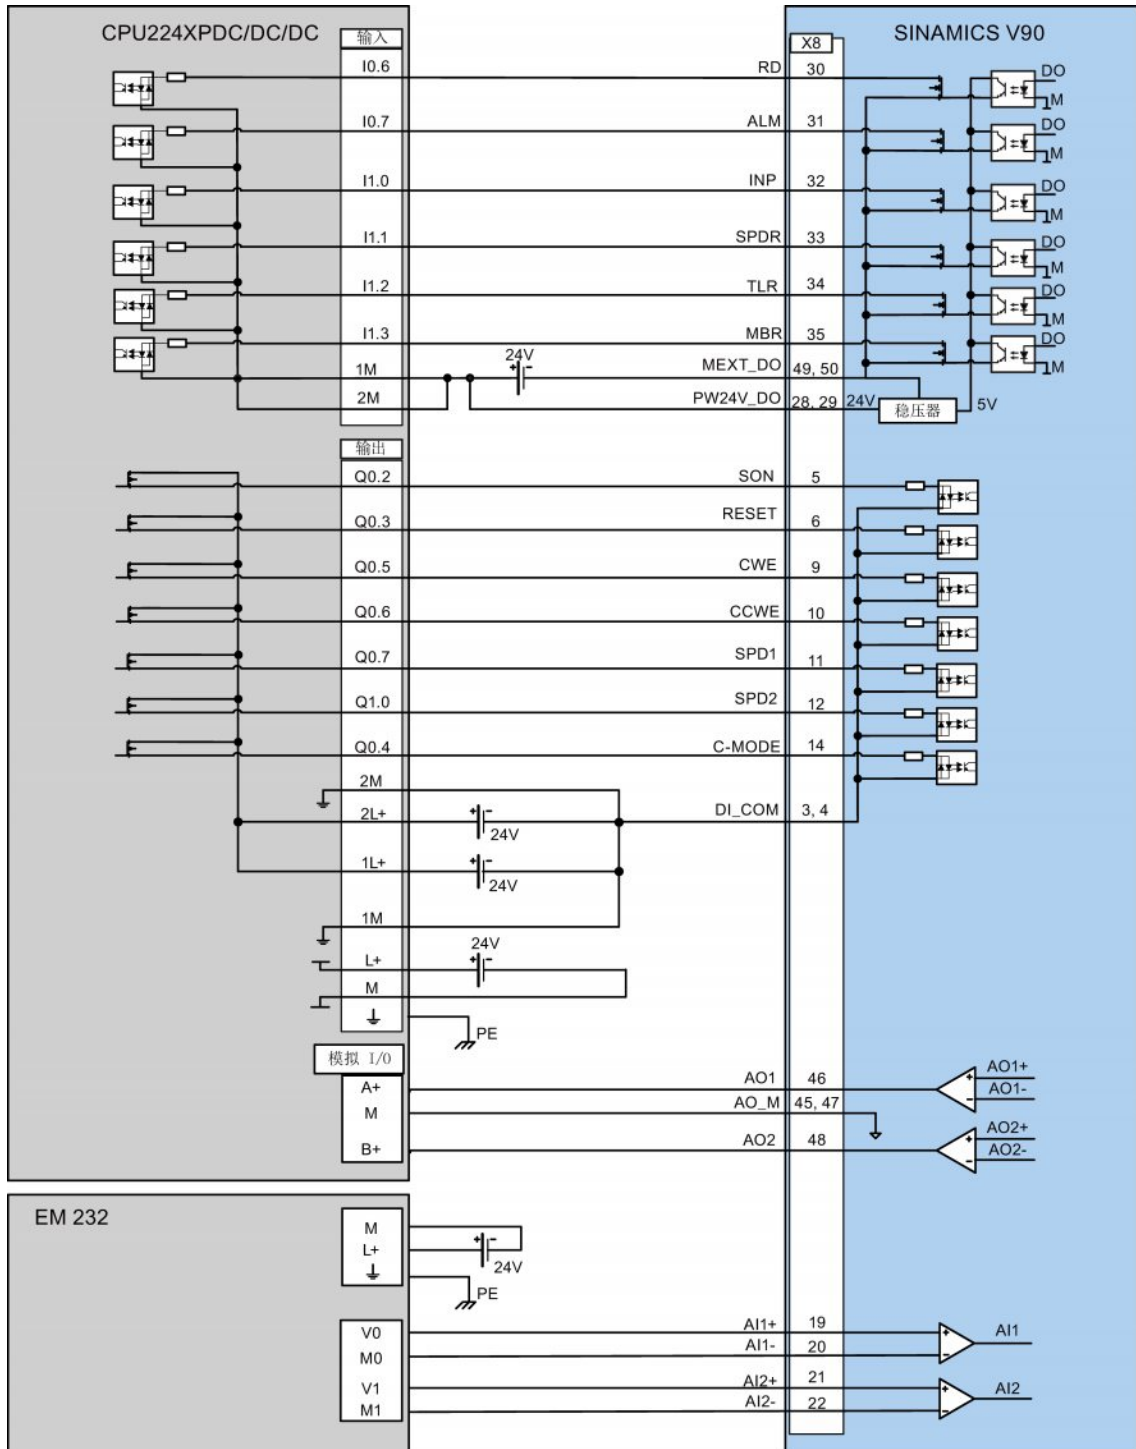 CPU224XPDC/DC/DC
输入
X8
SINAMICS V90
I0.6 RD 30 DO
M
I0.7 ALM 31 DO
M
I1.0 INP 32 DO
M
I1.1 SPDR 33 DO
M
I1.2 TLR 34 DO
M
I1.3 MBR 35 DO
M
1M 24V MEXT_DO 49, 50
2M PW24V_DO 28, 29 24V 稳压器 5V
输出
Q0.2 SON 5
Q0.3 RESET 6
Q0.5 CWE 9
Q0.6 CCWE 10
Q0.7 SPD1 11
Q1.0 SPD2 12
Q0.4 C-MODE 14
2M
2L+ 24V DI_COM 3, 4
1L+ 24V
1M
L+ 24V
M
PE
模拟 I/0
A+ AO1 46 AO1+
AO1-
M AO_M 45, 47
B+ AO2 48 AO2+
AO2-
EM 232
M
L+ 24V
PE
V0 AI1+ 19 AI1
M0 AI1- 20
V1 AI2+ 21 AI2
M1 AI2- 22